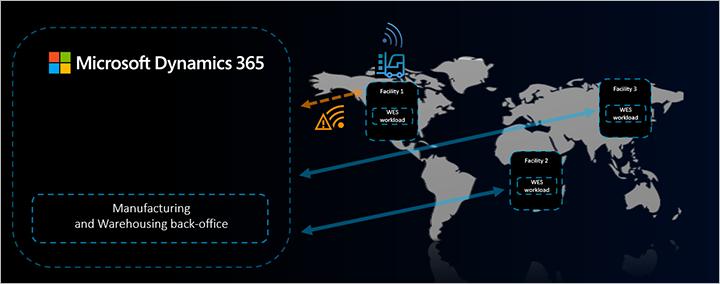 Microsoft Dynamics 365
Manufacturing
and Warehousing back-office
Facility 1
WES
workload
Facility 2
WES
workload
Facility 3
WES
workload